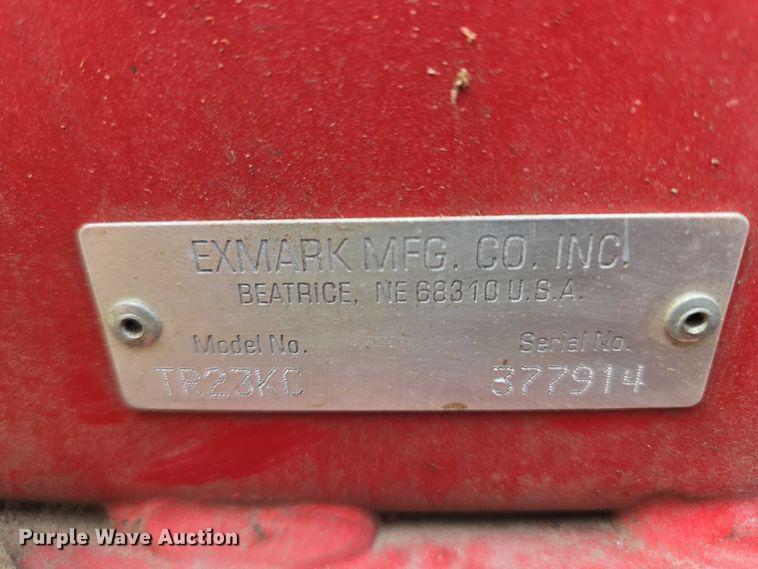 EXMARK MFG. CO. INC.
BEATRICE, NE 68310 U.S.A.
Model No. Serial No.
TR23KC 377914
Purple Wave Auction